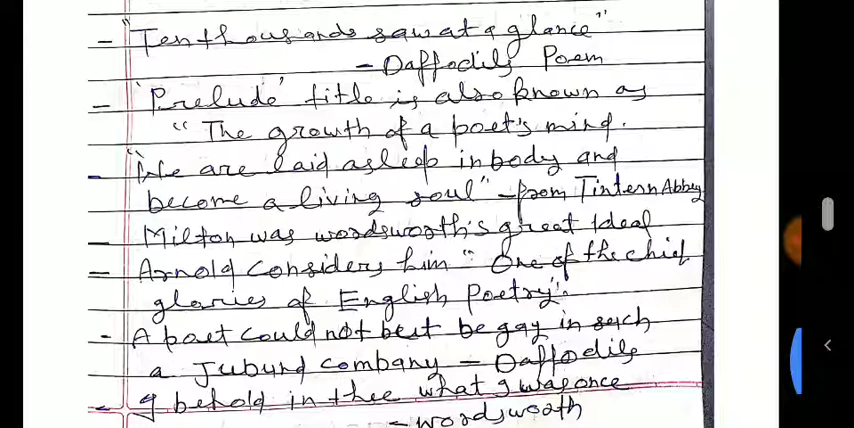 - "Ten thousands saw at a glance"
- Daffodils Poem
- 'Prelude' title is also known as
" The growth of a poet's mind.
- "We are laid asleep in body and
become a living soul" - from Tintern Abbey
- Milton was wordsworth's great Ideal
- Arnold considers him " One of the chief
glories of English Poetry".
- A poet could not but be gay in such
a Jucund company - Daffodils
- I behold in thee what I was once
- wordsworth